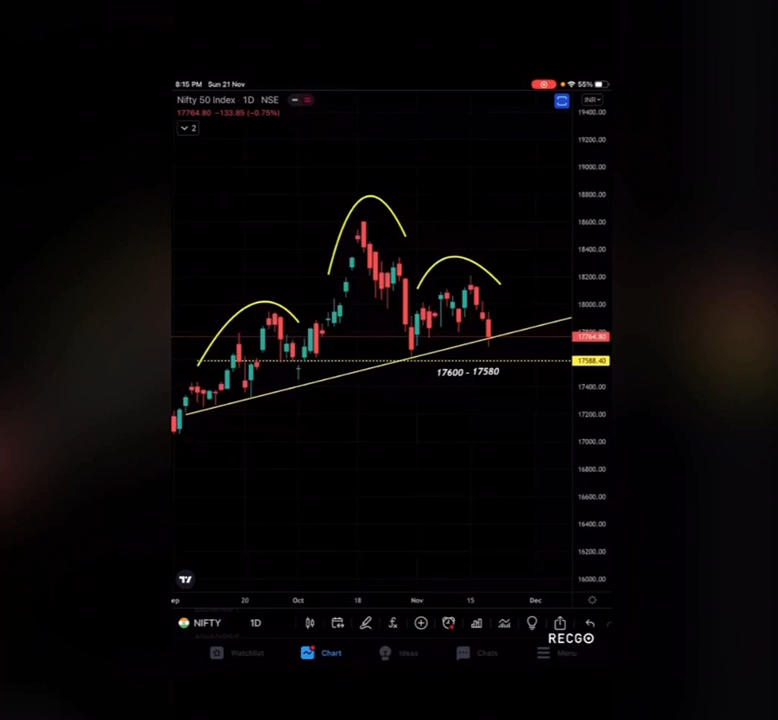 8:15 PM Sun 21 Nov
55%
Nifty 50 Index · 1D NSE
INR
17764.80 −133.85 (−0.75%)
2
19400.00
19200.00
19000.00
18800.00
18600.00
18400.00
18200.00
18000.00
17764.80
17588.40
17600 - 17580
17400.00
17200.00
17000.00
16800.00
16600.00
16400.00
16200.00
16000.00
20 Oct 18 Nov 15 Dec
NIFTY 1D
RECGO
Watchlist Chart Ideas Chats Menu